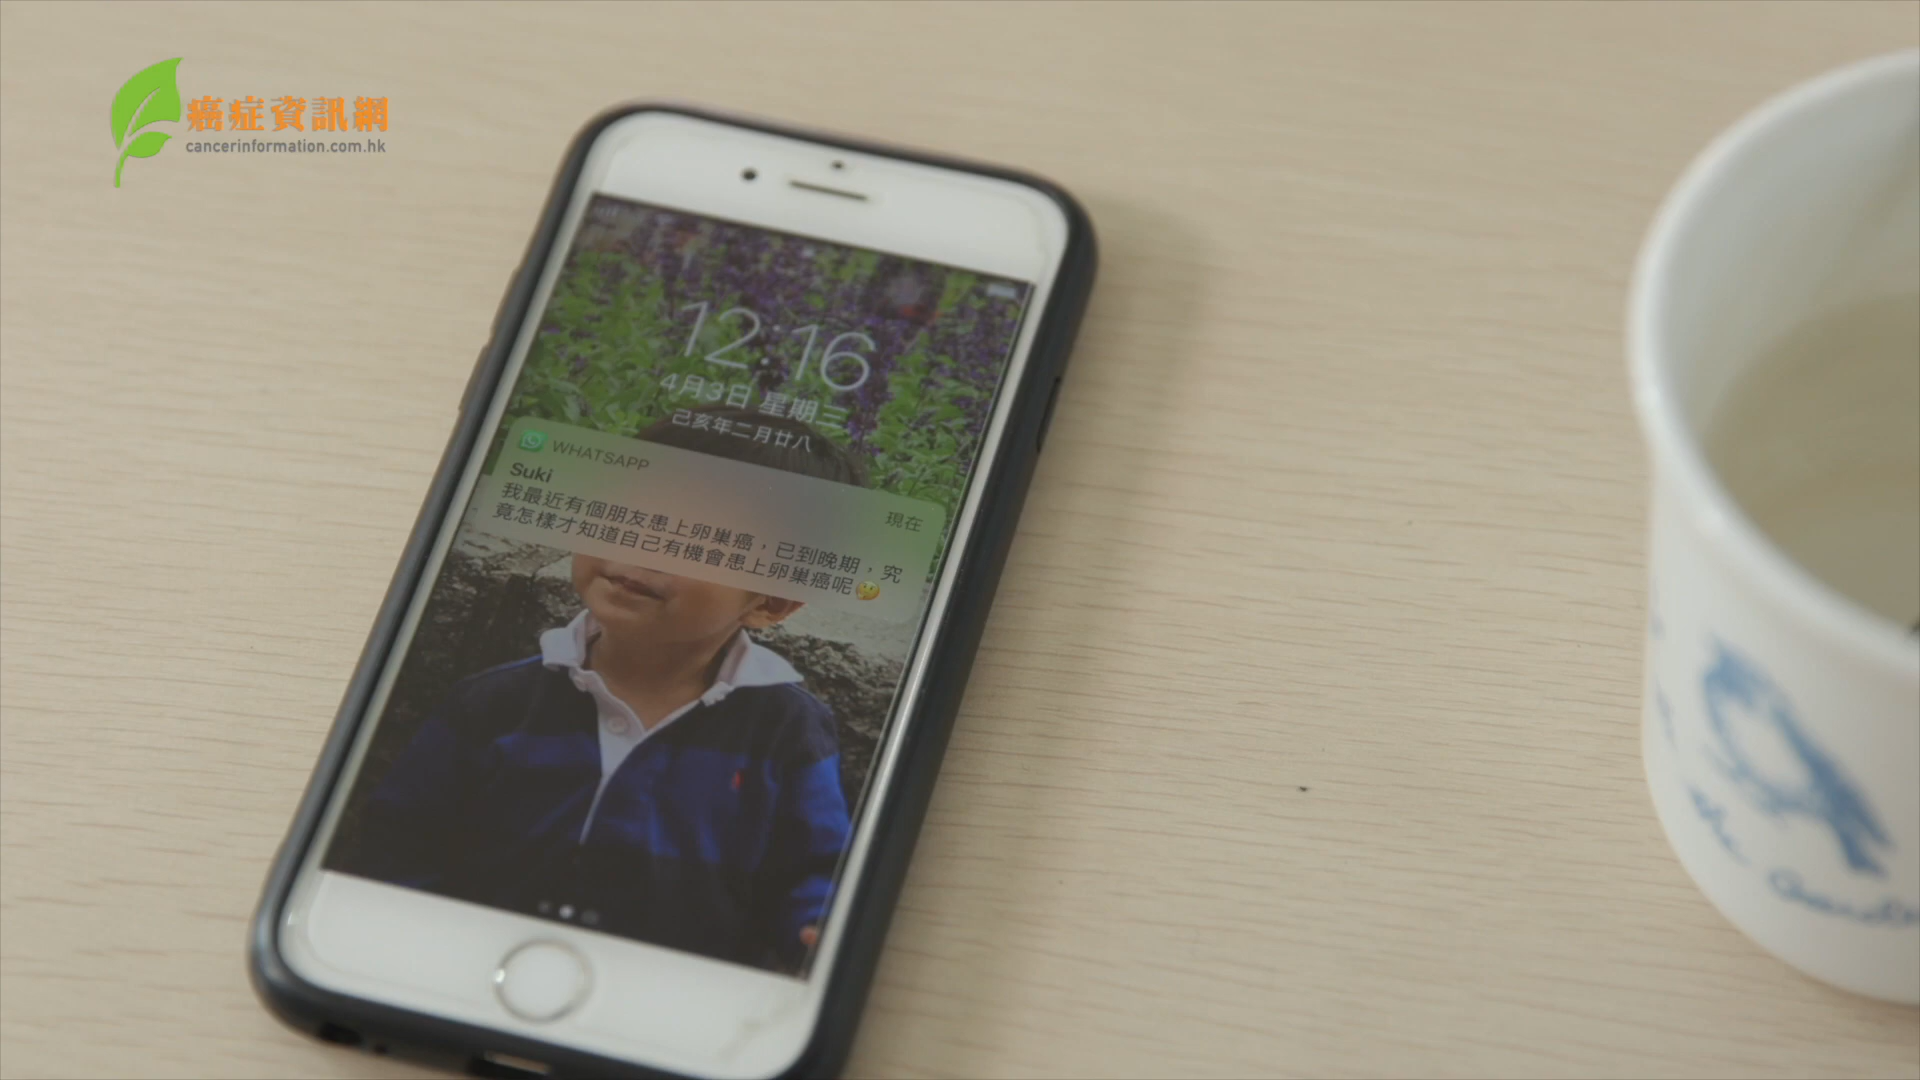 癌症資訊網
cancerinformation.com.hk
12:16
4月3日 星期三
己亥年二月廿八
WHATSAPP
現在
Suki
我最近有個朋友患上卵巢癌，已到晚期，究
竟怎樣才知道自己有機會患上卵巢癌呢🤔